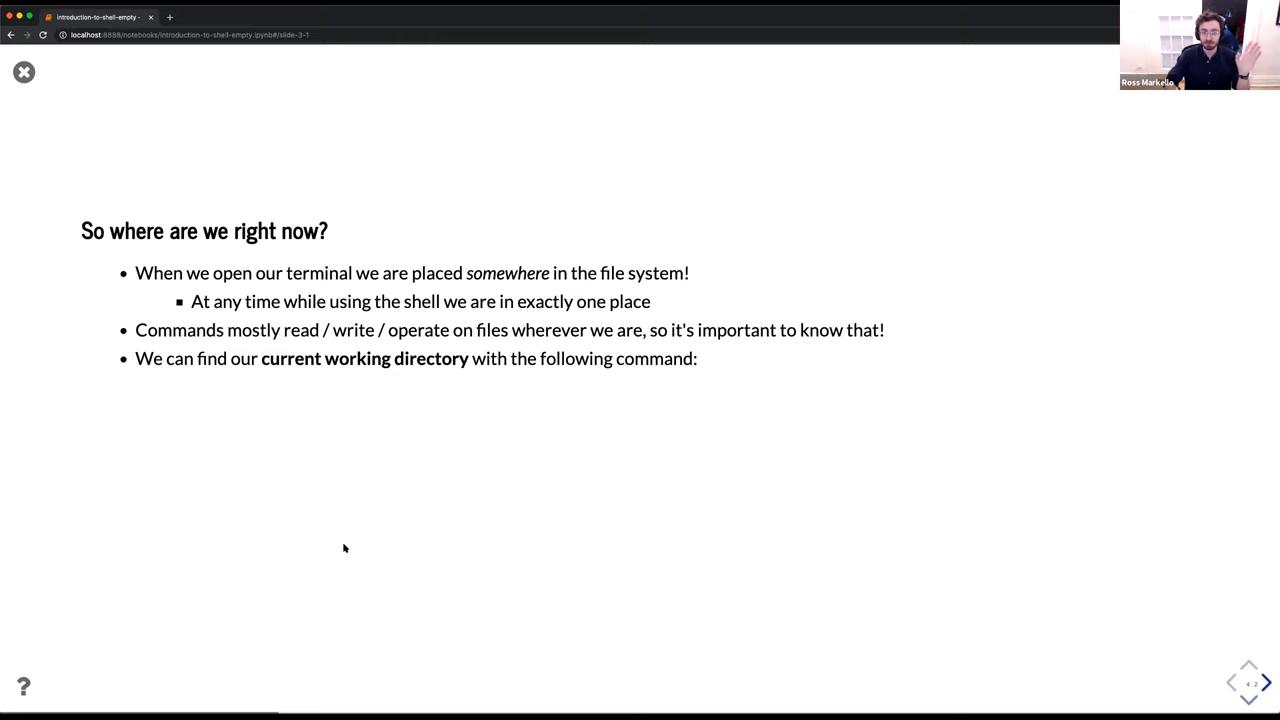 introduction-to-shell-empty -
localhost:8888/notebooks/introduction-to-shell-empty.ipynb#/slide-3-1
Ross Markello
So where are we right now?
When we open our terminal we are placed somewhere in the file system!
At any time while using the shell we are in exactly one place
Commands mostly read / write / operate on files wherever we are, so it's important to know that!
We can find our current working directory with the following command:
?
4.2